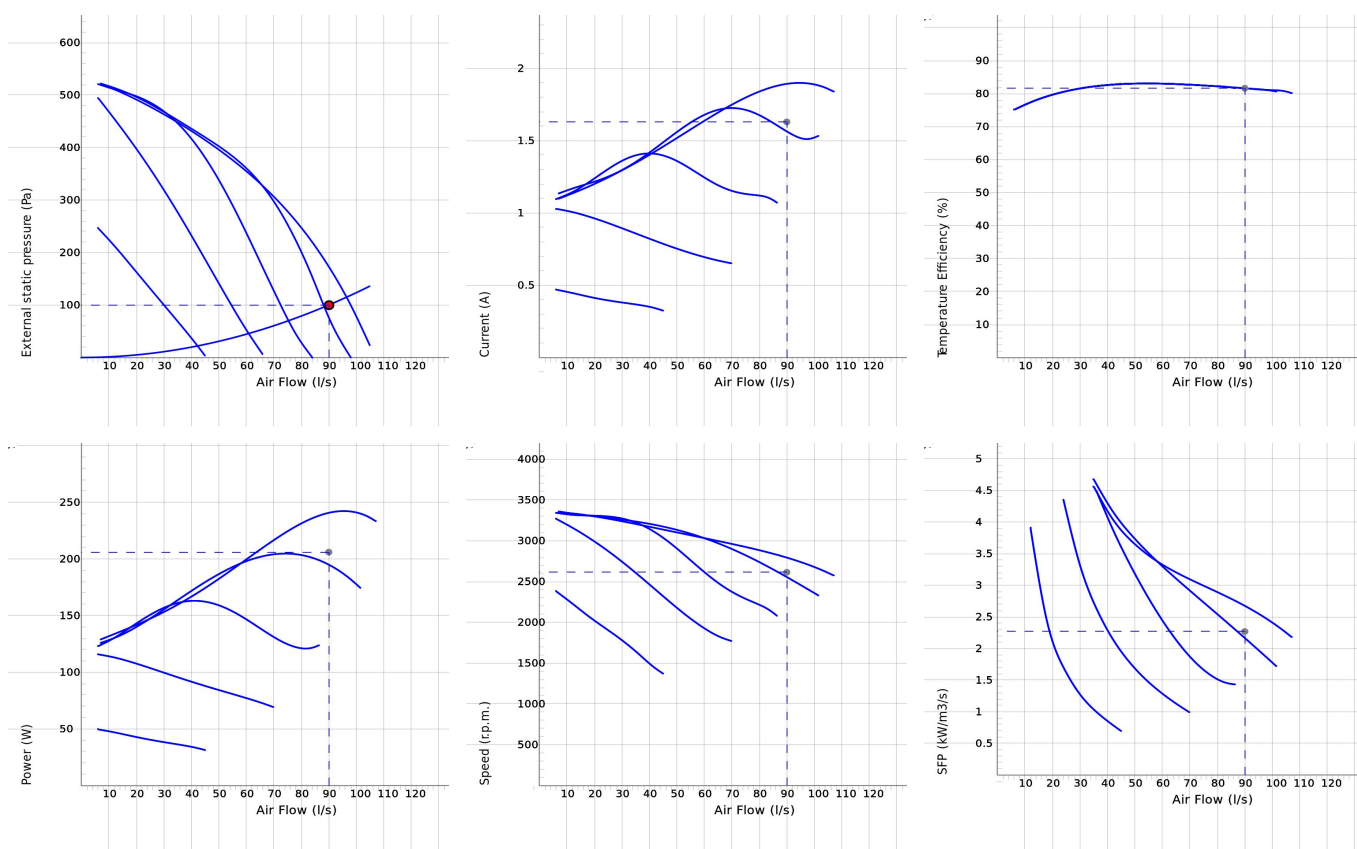 External static pressure (Pa)
600
500
400
300
200
100
10 20 30 40 50 60 70 80 90 100 110 120
Air Flow (l/s)
Current (A)
2
1.5
1
0.5
10 20 30 40 50 60 70 80 90 100 110 120
Air Flow (l/s)
Temperature Efficiency (%)
90
80
70
60
50
40
30
20
10
10 20 30 40 50 60 70 80 90 100 110 120
Air Flow (l/s)
Power (W)
250
200
150
100
50
10 20 30 40 50 60 70 80 90 100 110 120
Air Flow (l/s)
Speed (r.p.m.)
4000
3500
3000
2500
2000
1500
1000
500
10 20 30 40 50 60 70 80 90 100 110 120
Air Flow (l/s)
SFP (kW/m3/s)
5
4.5
4
3.5
3
2.5
2
1.5
1
0.5
10 20 30 40 50 60 70 80 90 100 110 120
Air Flow (l/s)